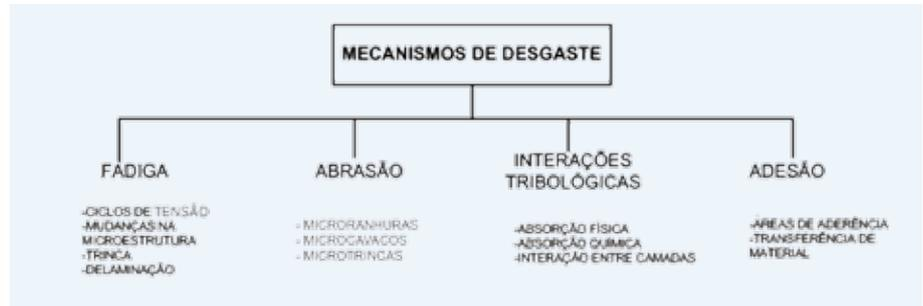 MECANISMOS DE DESGASTE
FADIGA
-CICLOS DE TENSÃO
-MUDANÇAS NA
MICROESTRUTURA
-TRINCA
-DELAMINAÇÃO
ABRASÃO
- MICRORANHURAS
- MICROCAVACOS
- MICROTRINCAS
INTERAÇÕES
TRIBOLÓGICAS
-ABSORÇÃO FÍSICA
-ABSORÇÃO QUÍMICA
-INTERAÇÃO ENTRE CAMADAS
ADESÃO
-ÁREAS DE ADERÊNCIA
-TRANSFERÊNCIA DE
MATERIAL